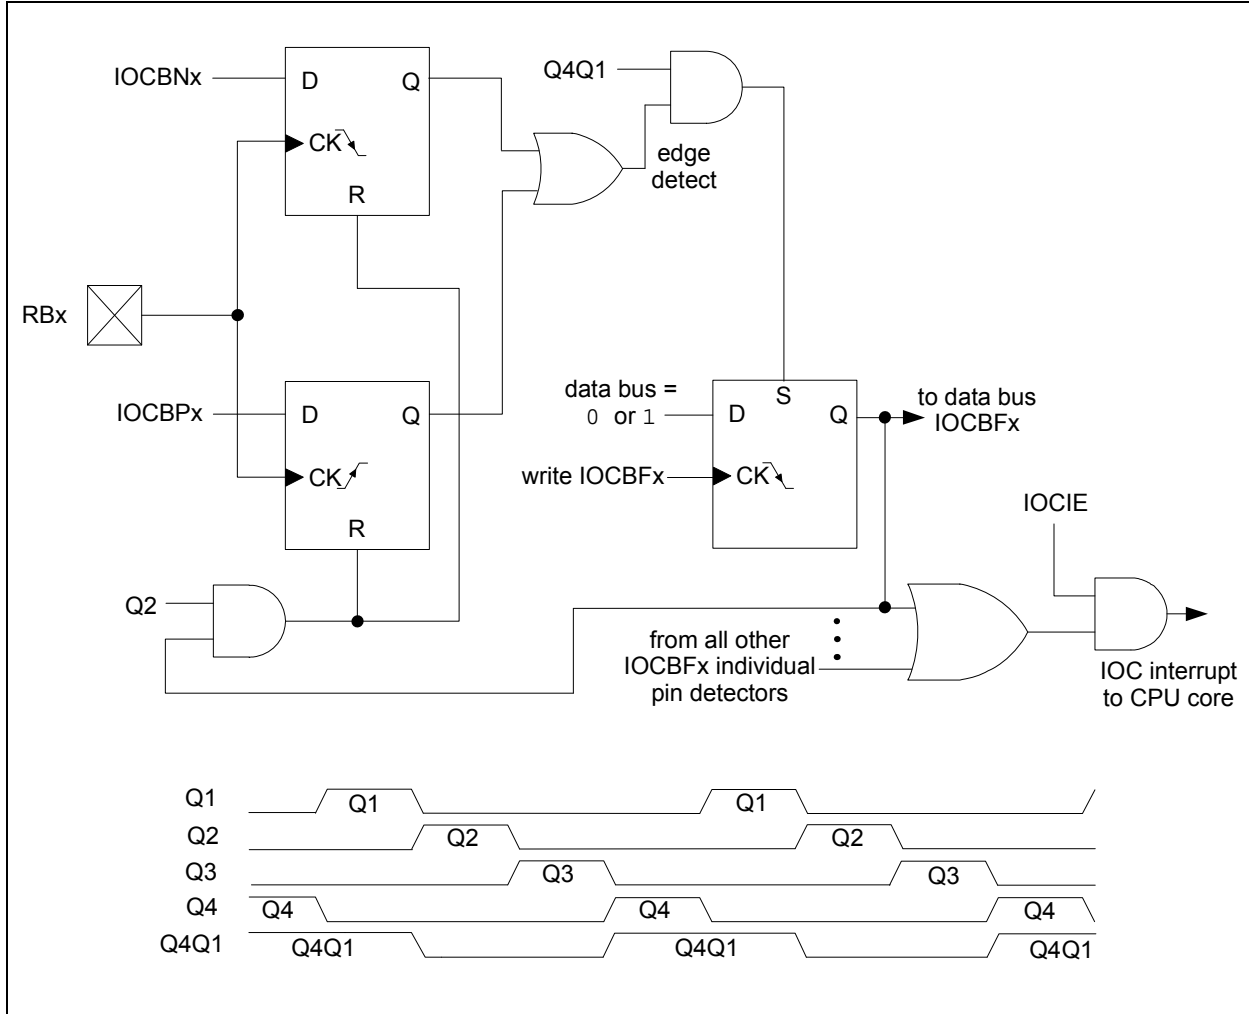 IOCBNx
D
Q
CK
R
Q4Q1
edge
detect
RBx
IOCBPx
D
Q
CK
R
data bus =
0 or 1
S
D
Q
to data bus
IOCBFx
write IOCBFx
CK
IOCIE
Q2
from all other
IOCBFx individual
pin detectors
IOC interrupt
to CPU core
Q1 Q1 Q1
Q2 Q2 Q2
Q3 Q3 Q3
Q4 Q4 Q4 Q4
Q4Q1 Q4Q1 Q4Q1 Q4Q1